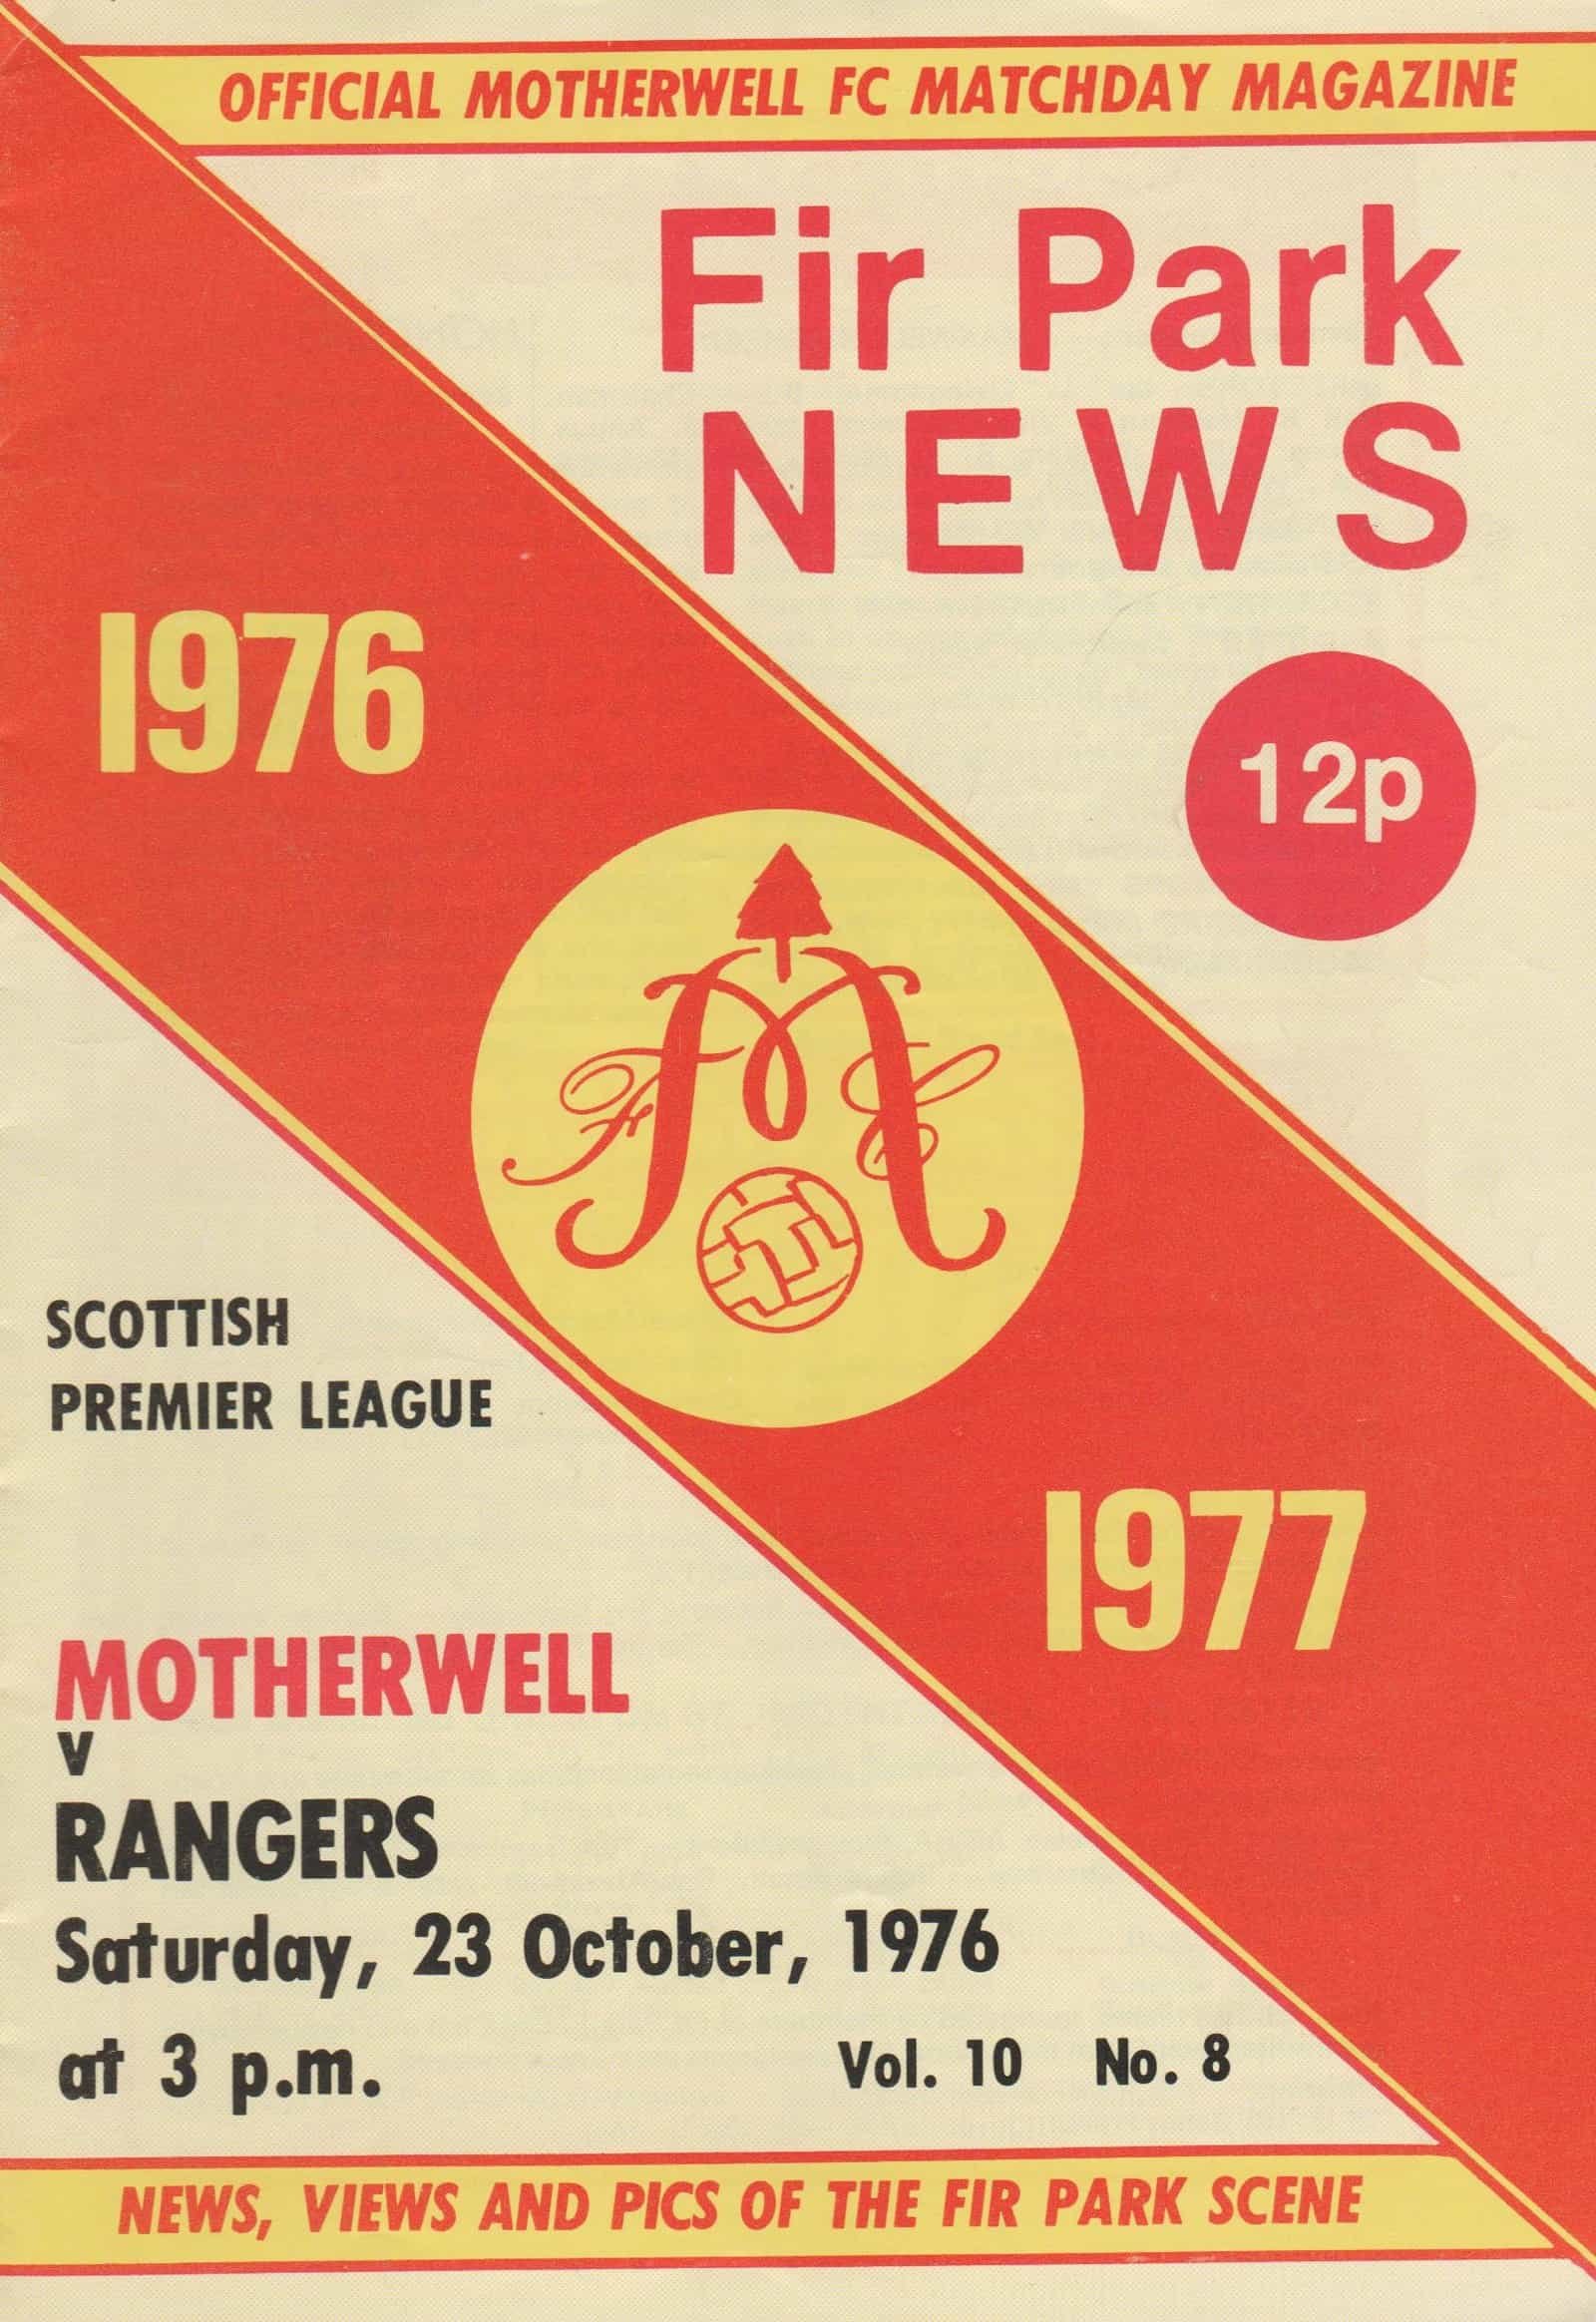 OFFICIAL MOTHERWELL FC MATCHDAY MAGAZINE
Fir Park
NEWS
1976
12p
F M C
SCOTTISH
PREMIER LEAGUE
1977
MOTHERWELL
v
RANGERS
Saturday, 23 October, 1976
at 3 p.m.
Vol. 10 No. 8
NEWS, VIEWS AND PICS OF THE FIR PARK SCENE